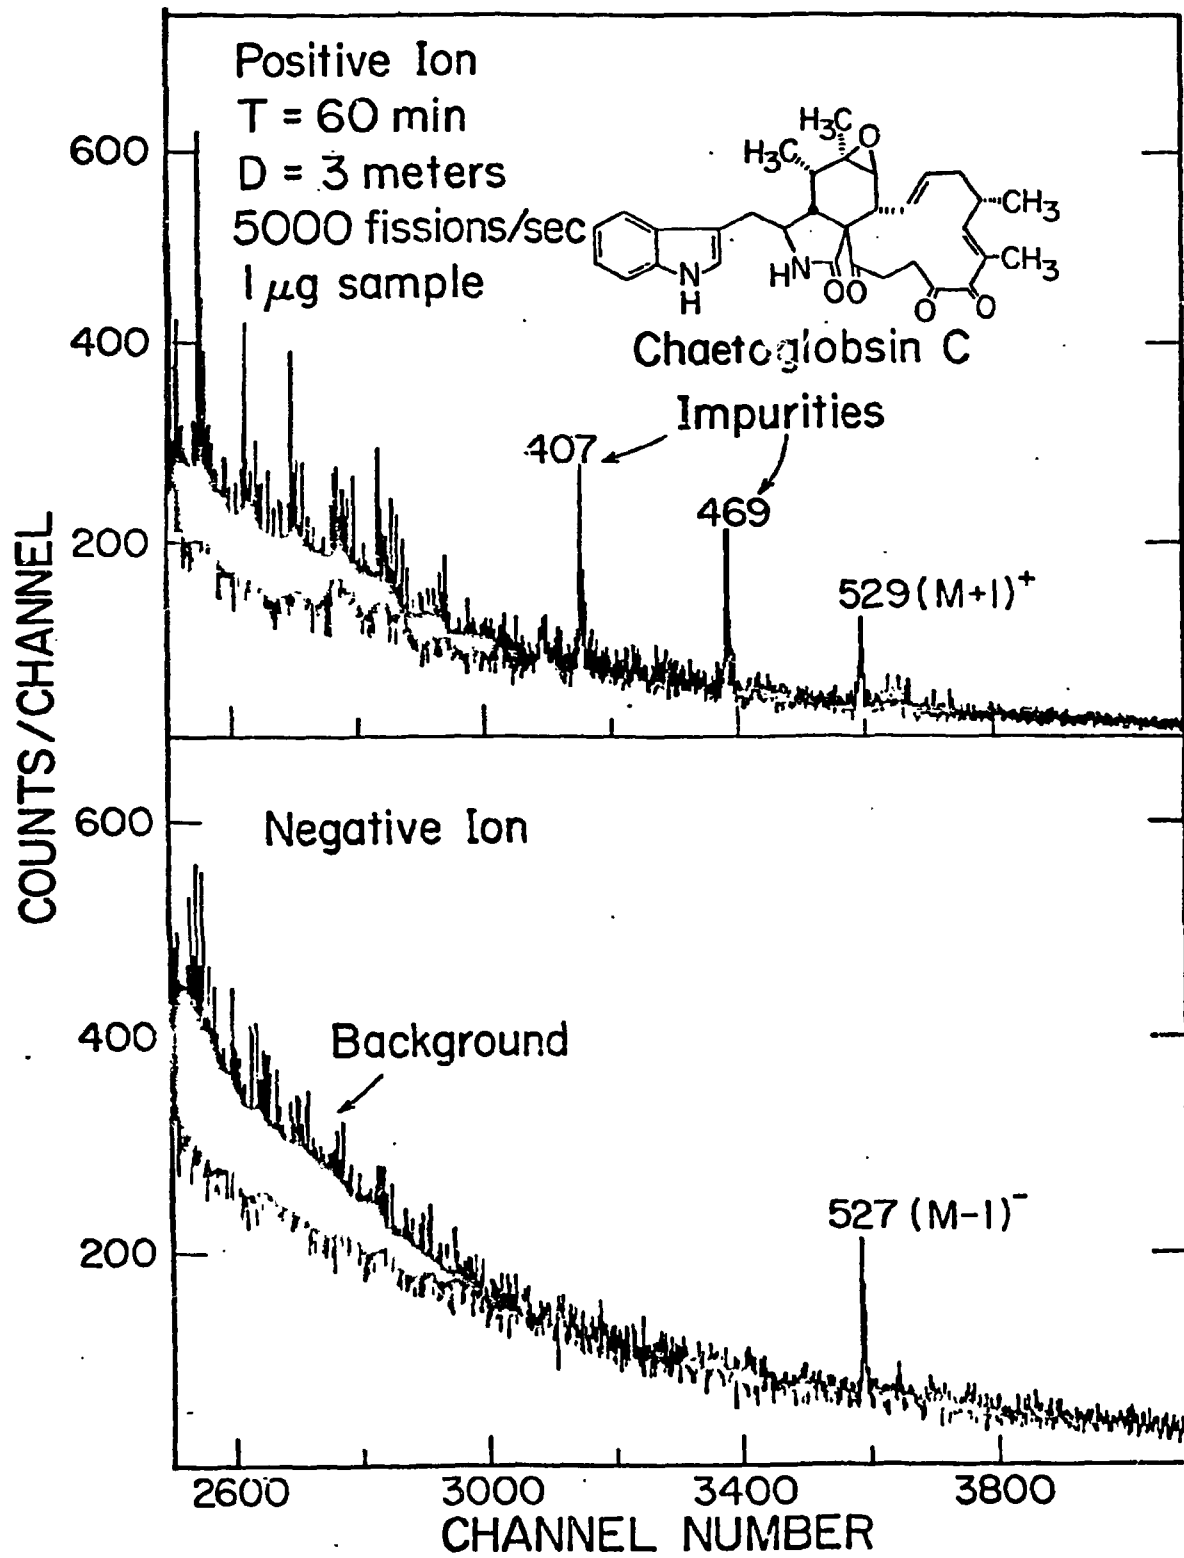 Positive Ion
T = 60 min
D = 3 meters
5000 fissions/sec
1 μg sample
H₃C
O
H₃C
CH₃
CH₃
N
H
HN
O
O
O
O
Chaetoglobsin C
Impurities
407
469
529 (M+1)⁺
600
400
200
COUNTS/CHANNEL
Negative Ion
Background
527 (M-1)⁻
600
400
200
2600 3000 3400 3800
CHANNEL NUMBER